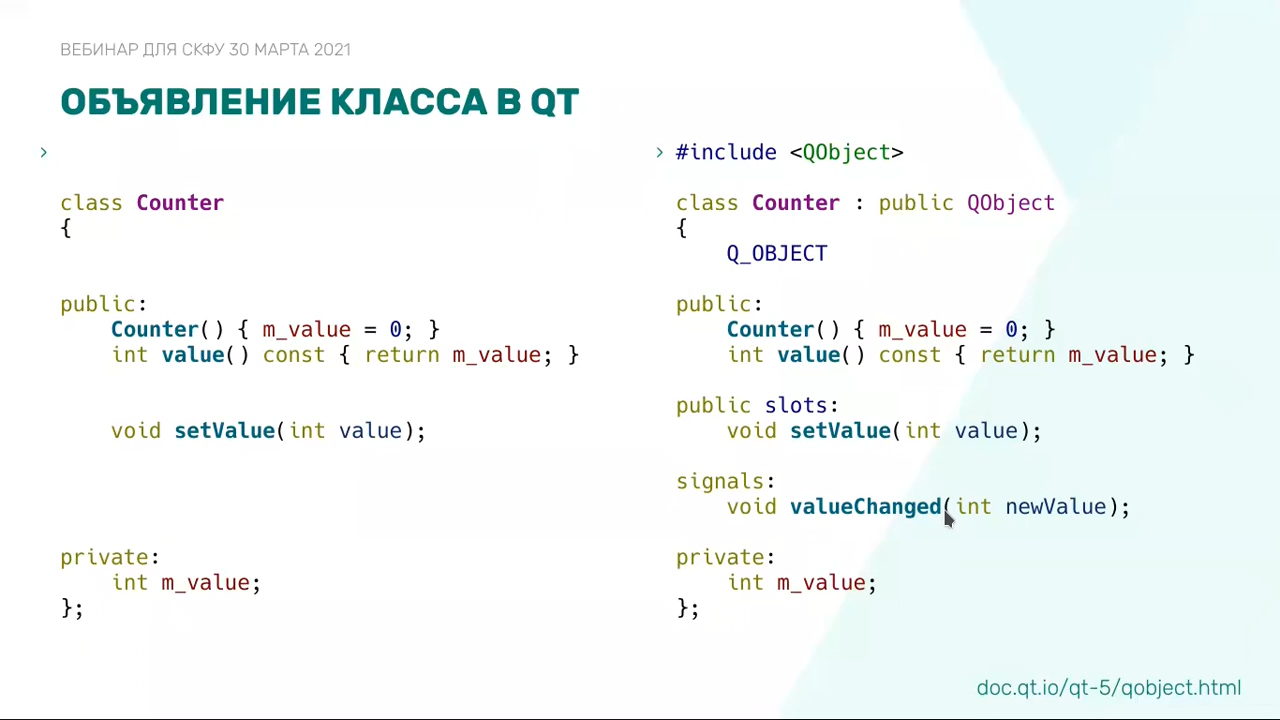 ВЕБИНАР ДЛЯ СКФУ 30 МАРТА 2021
ОБЪЯВЛЕНИЕ КЛАССА В QT
class Counter
{
public:
Counter() { m_value = 0; }
int value() const { return m_value; }
void setValue(int value);
private:
int m_value;
};
#include <QObject>
class Counter : public QObject
{
Q_OBJECT
public:
Counter() { m_value = 0; }
int value() const { return m_value; }
public slots:
void setValue(int value);
signals:
void valueChanged(int newValue);
private:
int m_value;
};
doc.qt.io/qt-5/qobject.html